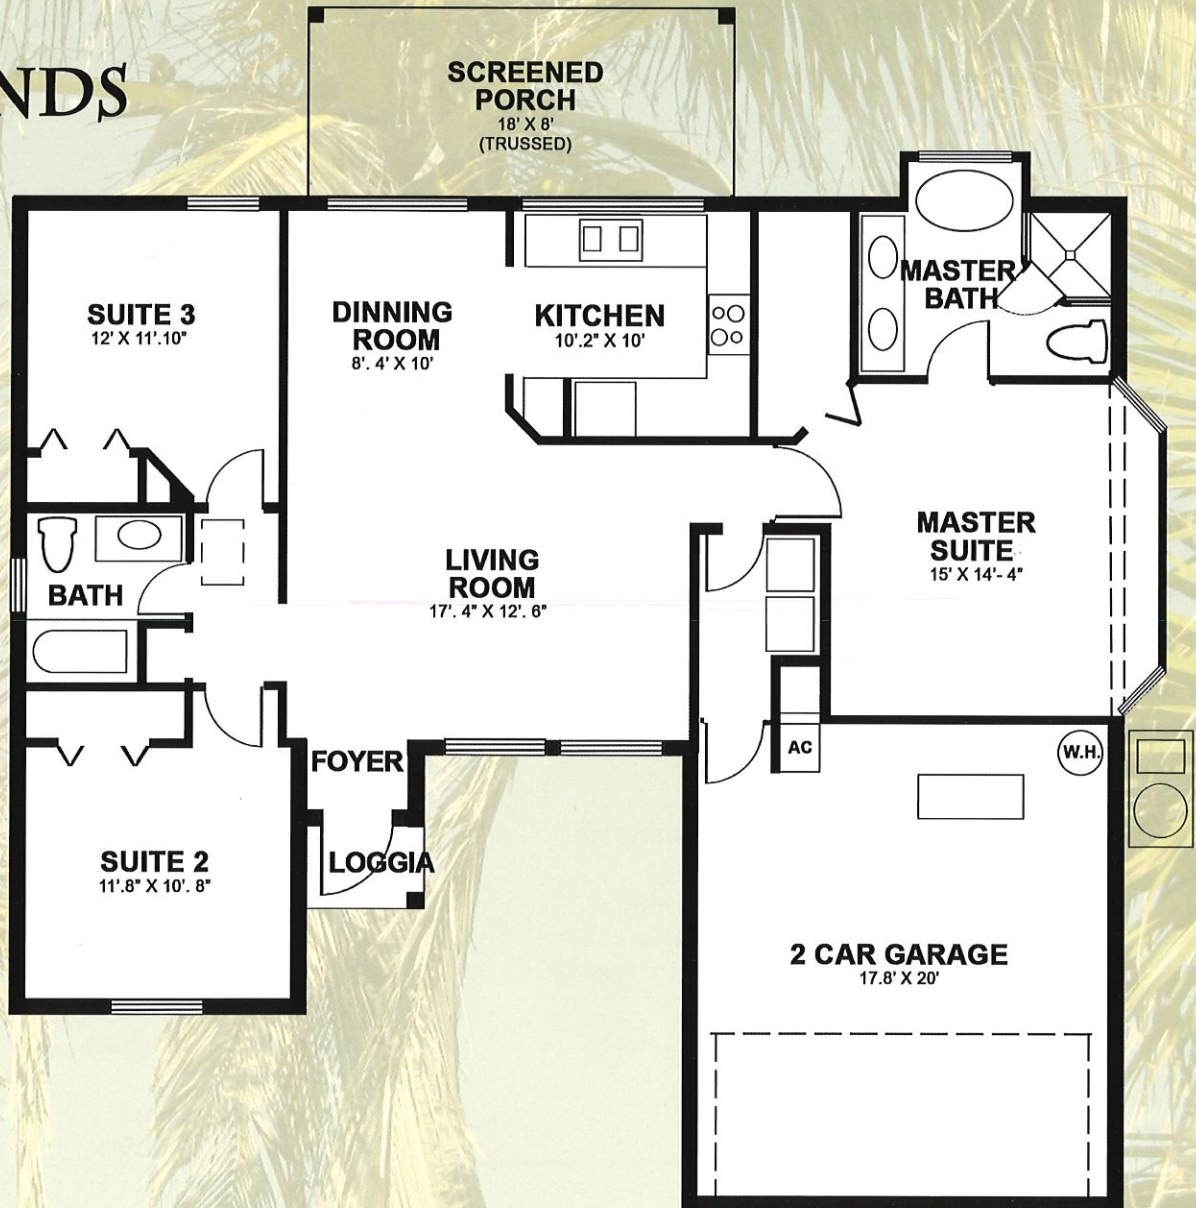 NDS
SCREENED
PORCH
18' X 8'
(TRUSSED)
SUITE 3
12' X 11'.10"
DINNING
ROOM
8'. 4' X 10'
KITCHEN
10'.2" X 10'
MASTER
BATH
MASTER
SUITE
15' X 14'- 4"
LIVING
ROOM
17'. 4" X 12'. 6"
BATH
FOYER
AC
W.H.
LOGGIA
SUITE 2
11'.8" X 10'. 8"
2 CAR GARAGE
17.8' X 20'